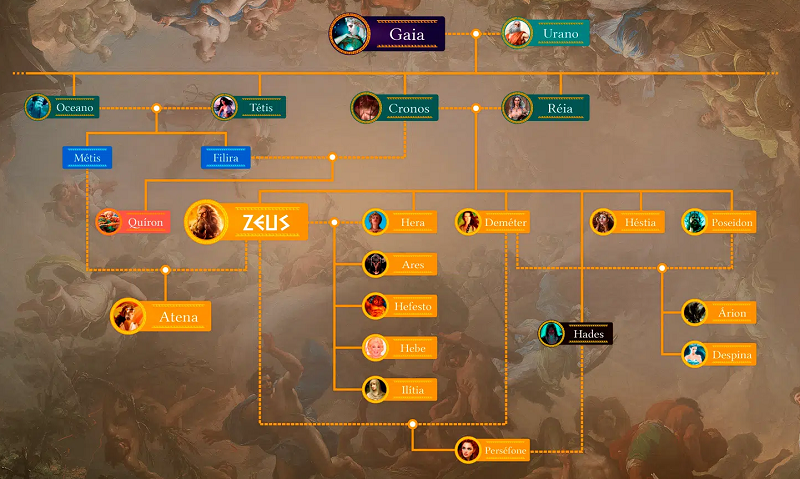 Gaia
Urano
Oceano
Tétis
Cronos
Réia
Métis
Filira
Quíron
ZEUS
Hera
Deméter
Héstia
Poseidon
Ares
Atena
Hefesto
Árion
Hades
Hebe
Despina
Ilítia
Perséfone